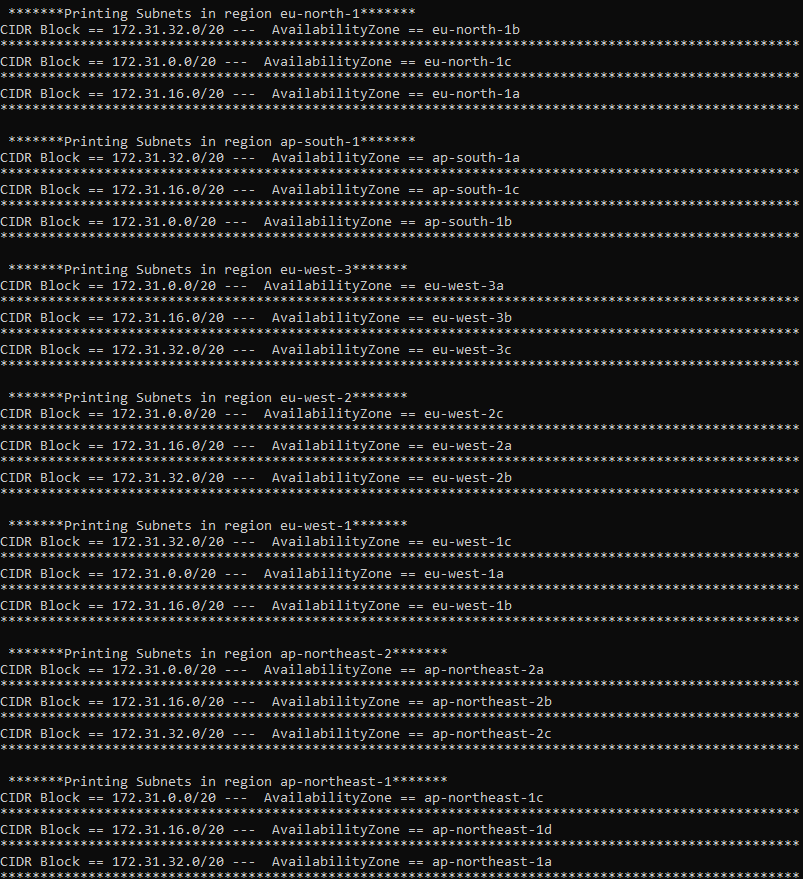 *******Printing Subnets in region eu-north-1*******
CIDR Block == 172.31.32.0/20 ---  AvailabilityZone == eu-north-1b
****************************************************************************************************
CIDR Block == 172.31.0.0/20 ---  AvailabilityZone == eu-north-1c
****************************************************************************************************
CIDR Block == 172.31.16.0/20 ---  AvailabilityZone == eu-north-1a
****************************************************************************************************
*******Printing Subnets in region ap-south-1*******
CIDR Block == 172.31.32.0/20 ---  AvailabilityZone == ap-south-1a
****************************************************************************************************
CIDR Block == 172.31.16.0/20 ---  AvailabilityZone == ap-south-1c
****************************************************************************************************
CIDR Block == 172.31.0.0/20 ---  AvailabilityZone == ap-south-1b
****************************************************************************************************
*******Printing Subnets in region eu-west-3*******
CIDR Block == 172.31.0.0/20 ---  AvailabilityZone == eu-west-3a
****************************************************************************************************
CIDR Block == 172.31.16.0/20 ---  AvailabilityZone == eu-west-3b
****************************************************************************************************
CIDR Block == 172.31.32.0/20 ---  AvailabilityZone == eu-west-3c
****************************************************************************************************
*******Printing Subnets in region eu-west-2*******
CIDR Block == 172.31.0.0/20 ---  AvailabilityZone == eu-west-2c
****************************************************************************************************
CIDR Block == 172.31.16.0/20 ---  AvailabilityZone == eu-west-2a
****************************************************************************************************
CIDR Block == 172.31.32.0/20 ---  AvailabilityZone == eu-west-2b
****************************************************************************************************
*******Printing Subnets in region eu-west-1*******
CIDR Block == 172.31.32.0/20 ---  AvailabilityZone == eu-west-1c
****************************************************************************************************
CIDR Block == 172.31.0.0/20 ---  AvailabilityZone == eu-west-1a
****************************************************************************************************
CIDR Block == 172.31.16.0/20 ---  AvailabilityZone == eu-west-1b
****************************************************************************************************
*******Printing Subnets in region ap-northeast-2*******
CIDR Block == 172.31.0.0/20 ---  AvailabilityZone == ap-northeast-2a
****************************************************************************************************
CIDR Block == 172.31.16.0/20 ---  AvailabilityZone == ap-northeast-2b
****************************************************************************************************
CIDR Block == 172.31.32.0/20 ---  AvailabilityZone == ap-northeast-2c
****************************************************************************************************
*******Printing Subnets in region ap-northeast-1*******
CIDR Block == 172.31.0.0/20 ---  AvailabilityZone == ap-northeast-1c
****************************************************************************************************
CIDR Block == 172.31.16.0/20 ---  AvailabilityZone == ap-northeast-1d
****************************************************************************************************
CIDR Block == 172.31.32.0/20 ---  AvailabilityZone == ap-northeast-1a
****************************************************************************************************